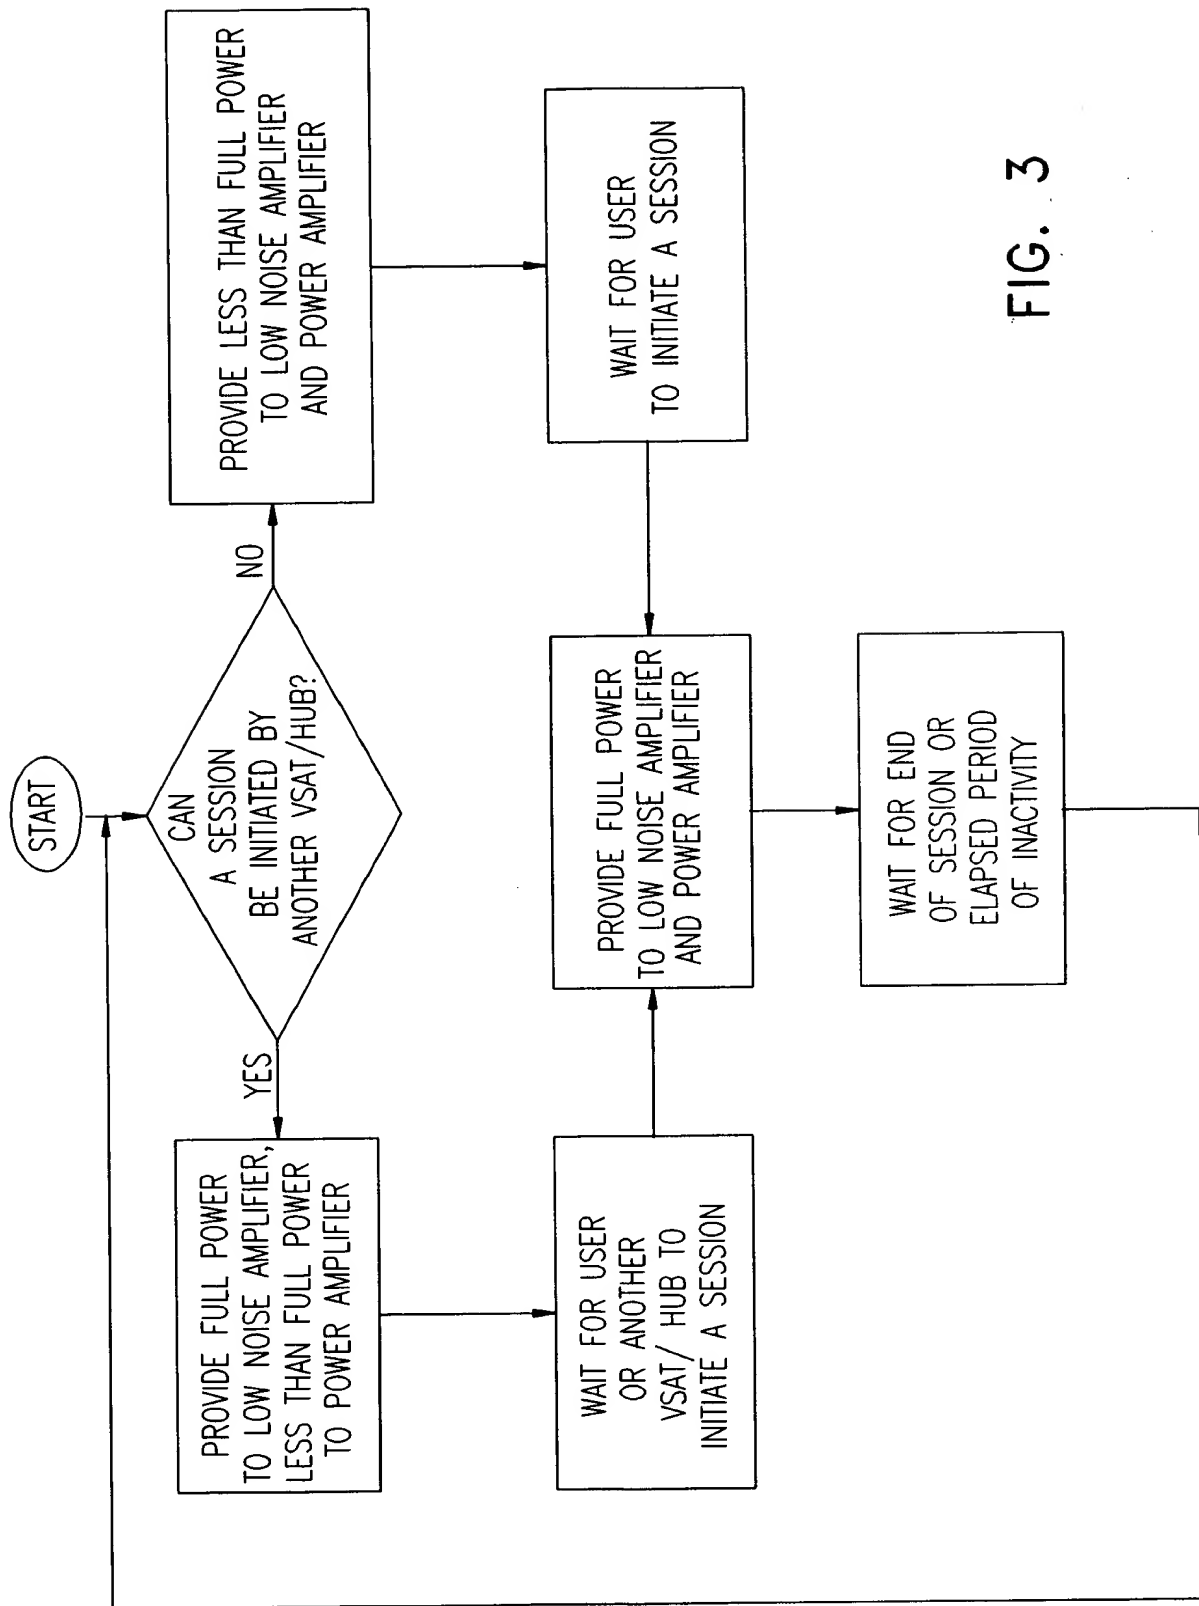 START
CAN
A SESSION
BE INITIATED BY
ANOTHER VSAT/HUB?
YES
NO
PROVIDE FULL POWER
TO LOW NOISE AMPLIFIER,
LESS THAN FULL POWER
TO POWER AMPLIFIER
PROVIDE LESS THAN FULL POWER
TO LOW NOISE AMPLIFIER
AND POWER AMPLIFIER
WAIT FOR USER
OR ANOTHER
VSAT/ HUB TO
INITIATE A SESSION
PROVIDE FULL POWER
TO LOW NOISE AMPLIFIER
AND POWER AMPLIFIER
WAIT FOR USER
TO INITIATE A SESSION
WAIT FOR END
OF SESSION OR
ELAPSED PERIOD
OF INACTIVITY
FIG. 3